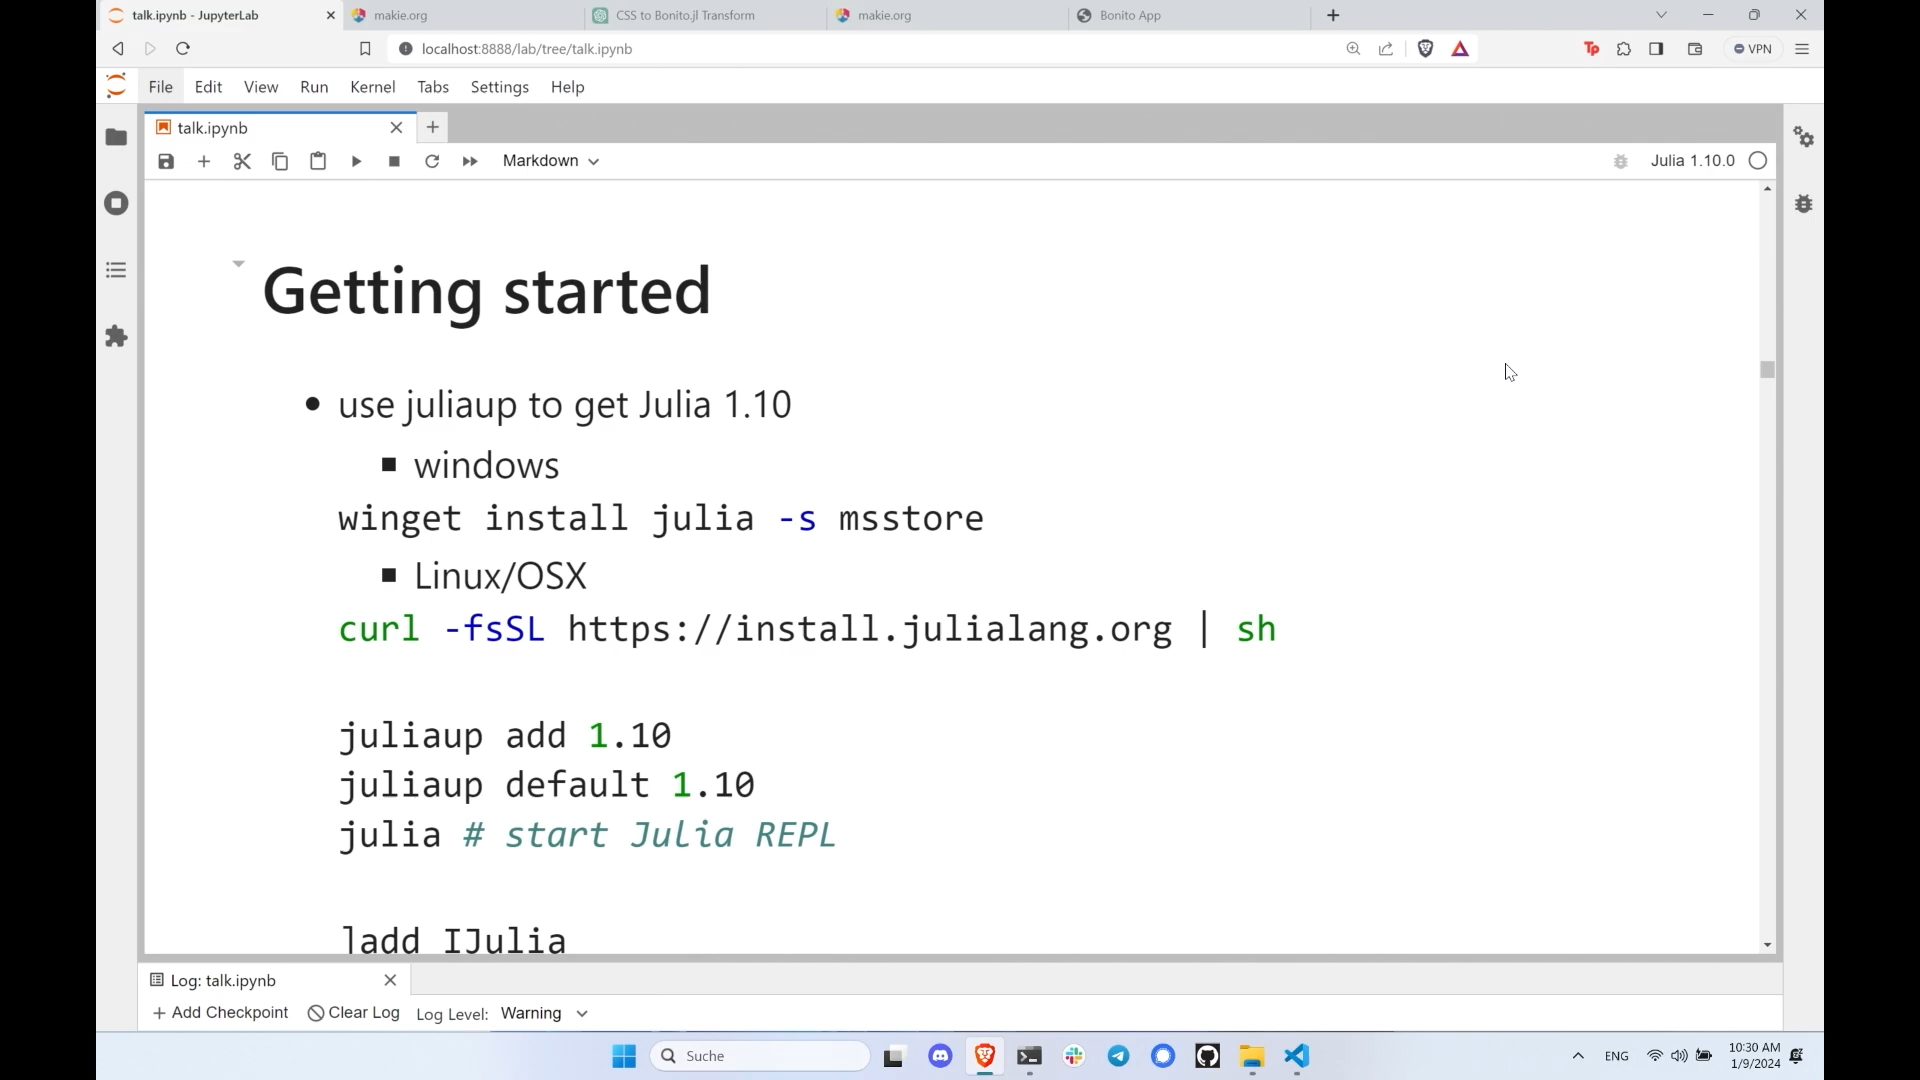 talk.ipynb - JupyterLab
makie.org
CSS to Bonito.jl Transform
makie.org
Bonito App
localhost:8888/lab/tree/talk.ipynb
Tp
VPN
File Edit View Run Kernel Tabs Settings Help
talk.ipynb
Markdown
Julia 1.10.0
Getting started
use juliaup to get Julia 1.10
windows
winget install julia -s msstore
Linux/OSX
curl -fsSL https://install.julialang.org | sh
juliaup add 1.10
juliaup default 1.10
julia # start Julia REPL
]add IJulia
Log: talk.ipynb
Add Checkpoint Clear Log Log Level: Warning
Suche
ENG
10:30 AM
1/9/2024